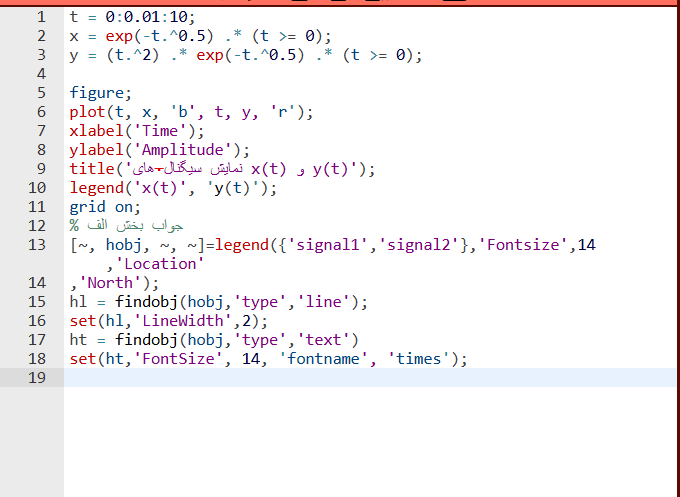 1 t = 0:0.01:10;
2 x = exp(-t.^0.5) .* (t >= 0);
3 y = (t.^2) .* exp(-t.^0.5) .* (t >= 0);
4
5 figure;
6 plot(t, x, 'b', t, y, 'r');
7 xlabel('Time');
8 ylabel('Amplitude');
9 title('نمایش سیگنال-های x(t) و y(t)');
10 legend('x(t)', 'y(t)');
11 grid on;
12 % جواب بخش الف
13 [~, hobj, ~, ~]=legend({'signal1','signal2'},'Fontsize',14
,'Location'
14 ,'North');
15 hl = findobj(hobj,'type','line');
16 set(hl,'LineWidth',2);
17 ht = findobj(hobj,'type','text')
18 set(ht,'FontSize', 14, 'fontname', 'times');
19